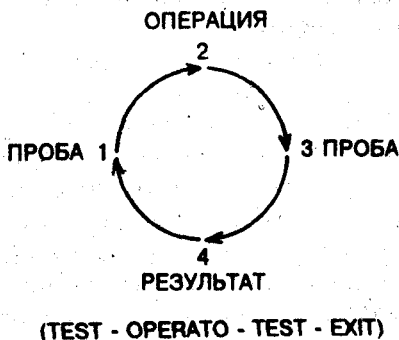 ОПЕРАЦИЯ
2
ПРОБА 1
3 ПРОБА
4
РЕЗУЛЬТАТ
(TEST - OPERATO - TEST - EXIT)